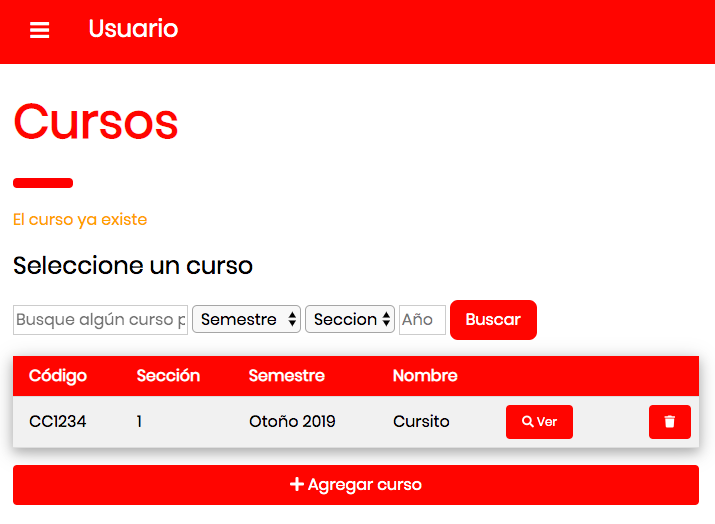 Usuario
Cursos
El curso ya existe
Seleccione un curso
Busque algún curso p Semestre Seccion Año Buscar
Código Sección Semestre Nombre
CC1234 1 Otoño 2019 Cursito Ver
Agregar curso